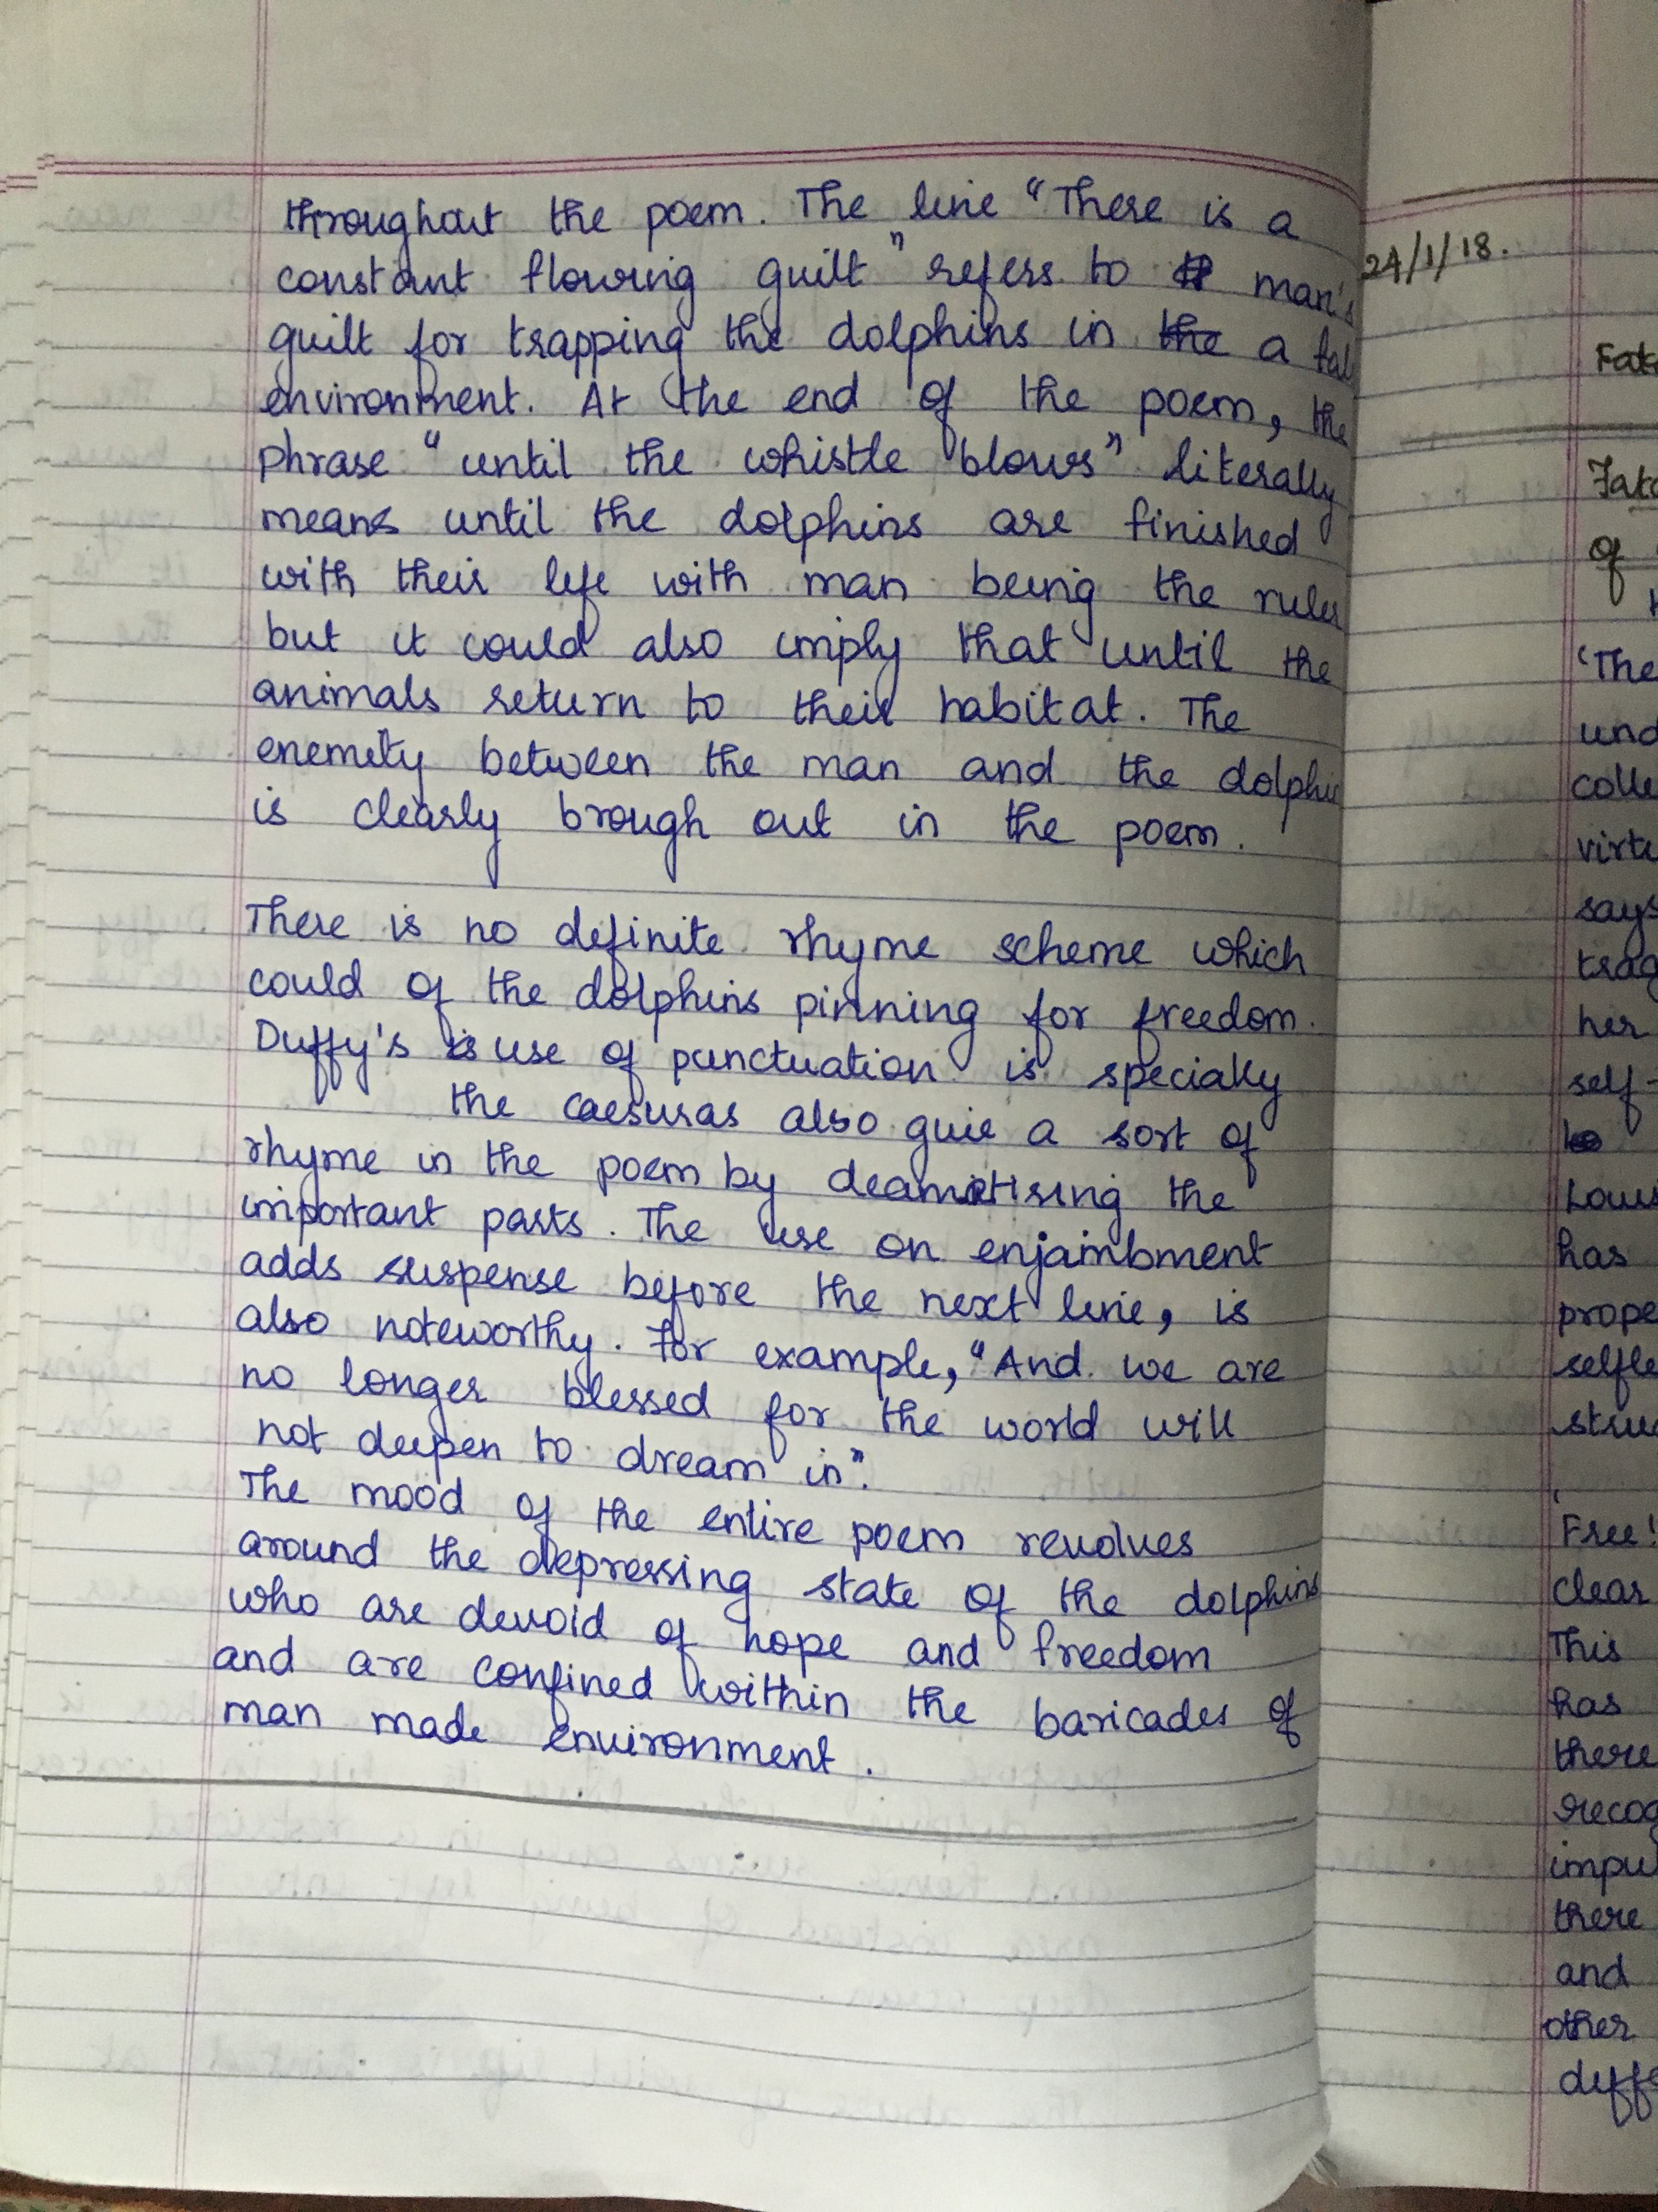 throughout the poem. The line "There is a
constant flowing guilt" refers to man's
guilt for trapping the dolphins in the a
environment. At the end of the poem, the
phrase "until the whistle blows" literally
means until the dolphins are finished
with their life with man being the ruler
but it could also imply that until the
animals return to their habitat. The
enemity between the man and the dolphin
is clearly brough out in the poem.
There is no definite rhyme scheme which
could of the dolphins pinning for freedom.
Duffy's use of punctuation is specially
the caesuras also give a sort of
rhyme in the poem by deamatising the
important parts. The use on enjambment
adds suspense before the next line, is
also noteworthy. For example, "And we are
no longer blessed for the world will
not deepen to dream in".
The mood of the entire poem revolves
around the depressing state of the dolphins
who are devoid of hope and freedom
and are confined within the baricades of
man made environment.
24/1/18.
of
'The
und
colle
virtu
says
trag
her
self-
Louis
has
prope
selfle
stru
'Free!
clear
This
has
there
recog
impu
there
and
other
diffe